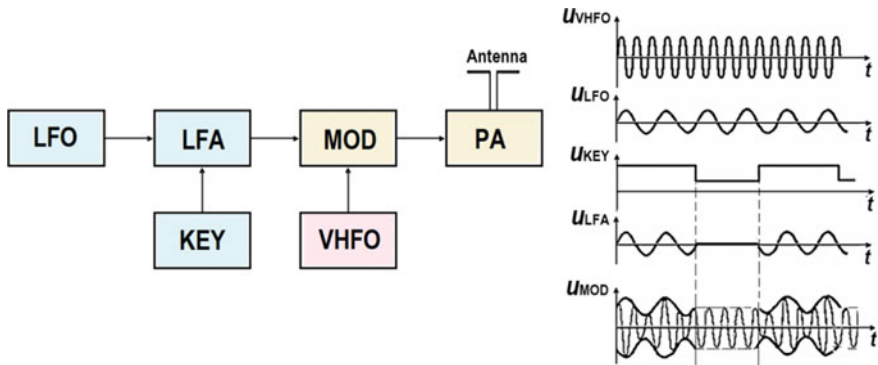 Antenna
LFO
LFA
MOD
PA
KEY
VHFO
uVHFO
t
uLFO
t
uKEY
t
uLFA
t
uMOD
t